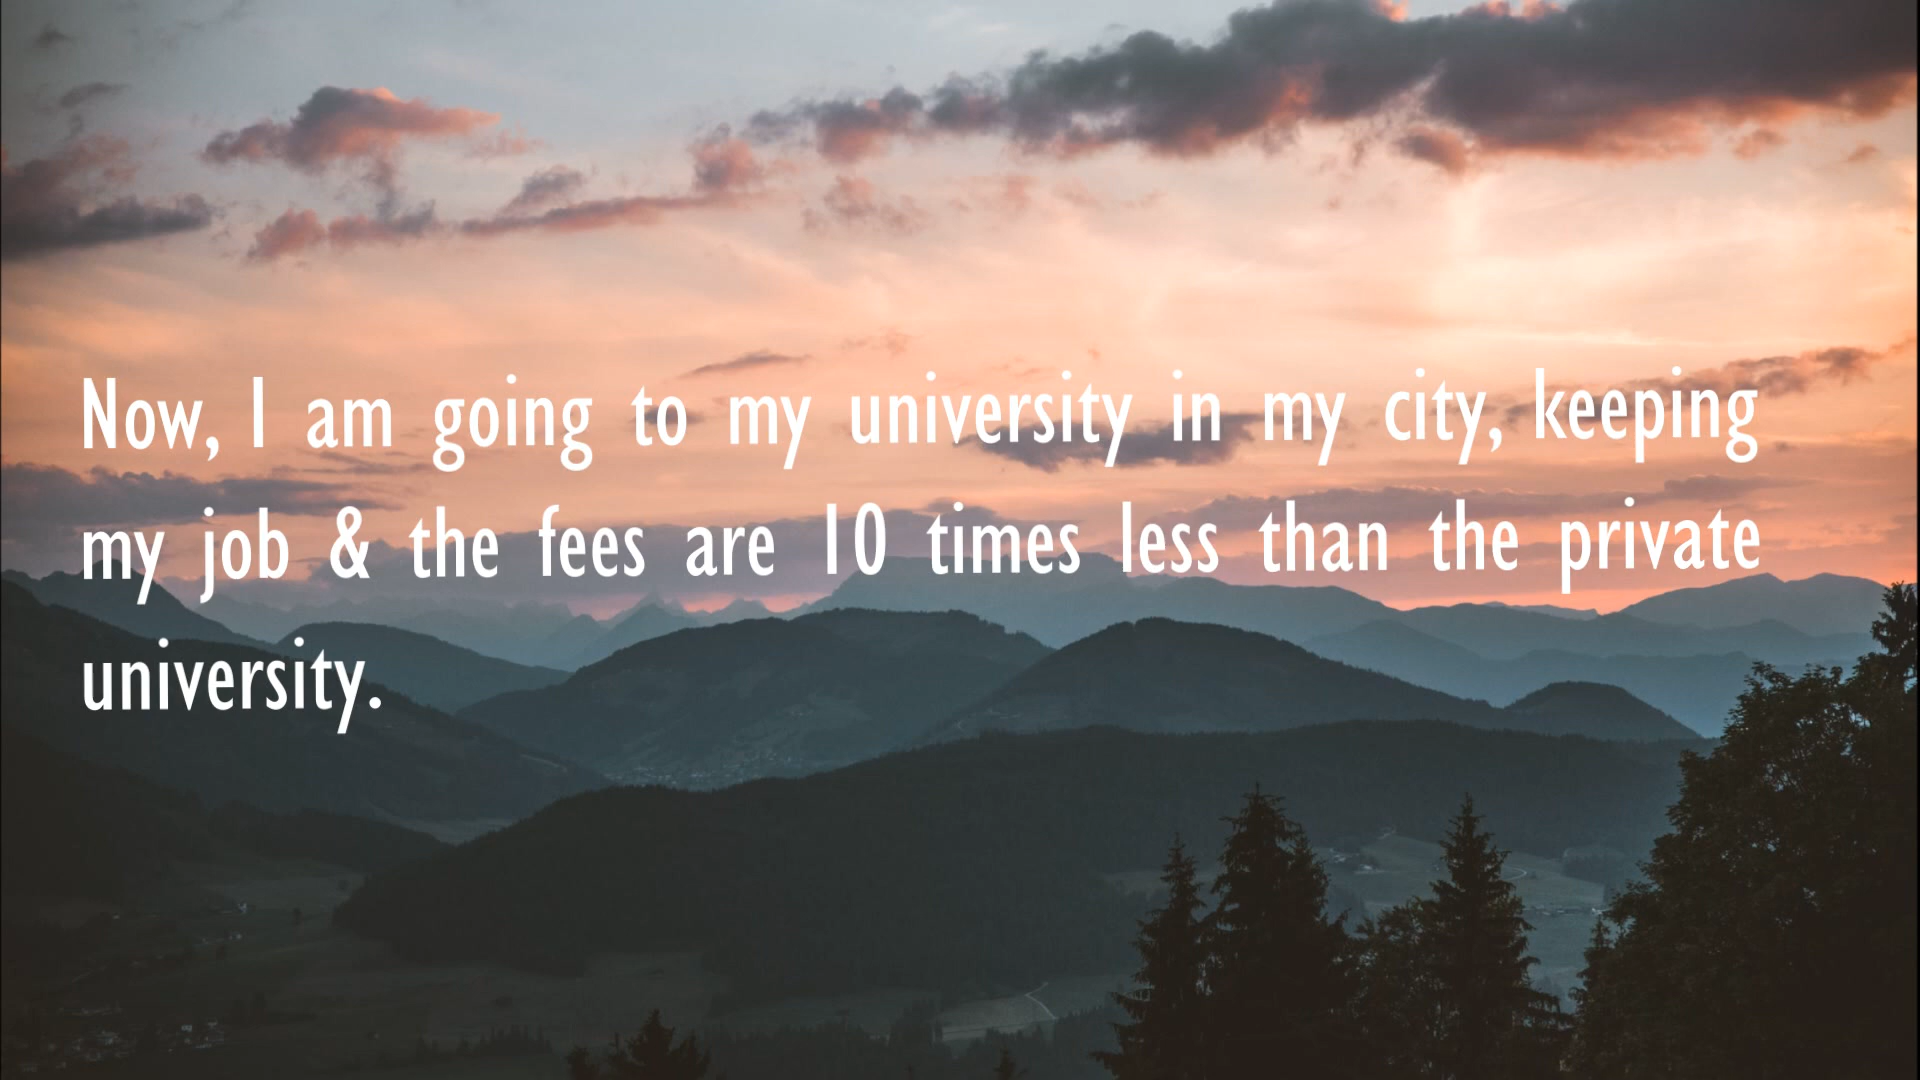 Now, I am going to my university in my city, keeping
my job & the fees are 10 times less than the private
university.